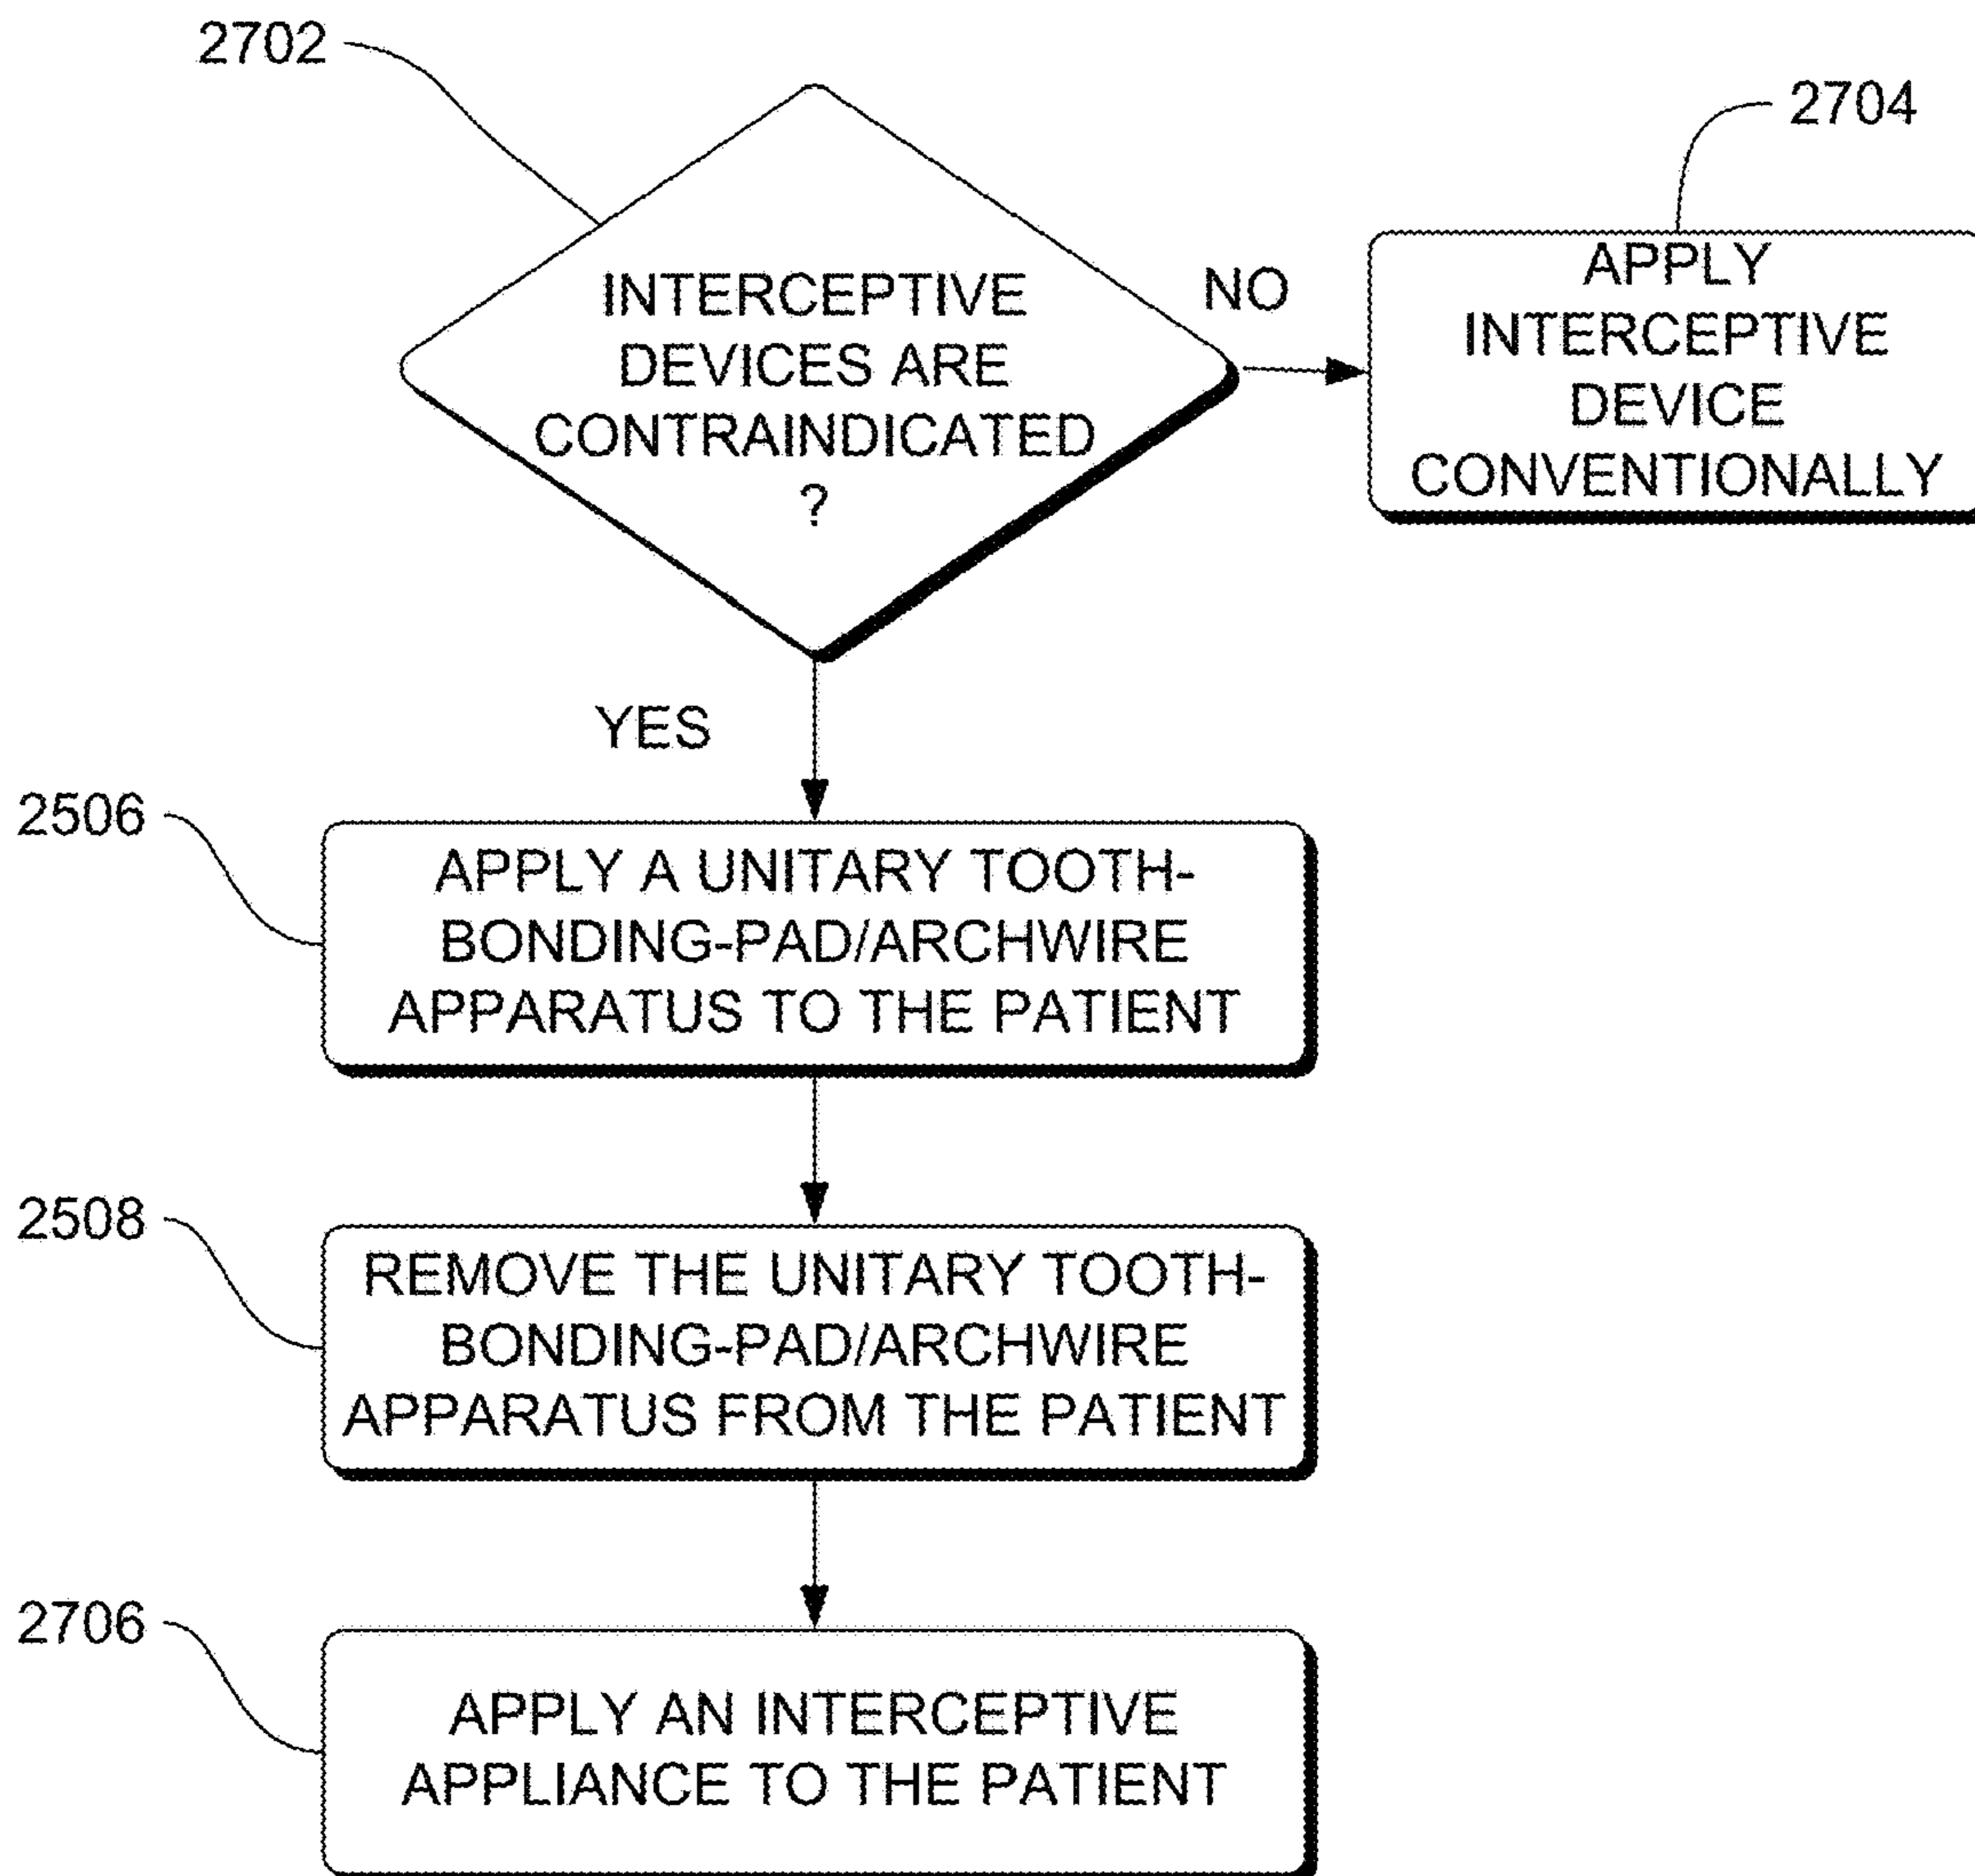 2702
2704
INTERCEPTIVE
DEVICES ARE
CONTRAINDICATED
?
NO
APPLY
INTERCEPTIVE
DEVICE
CONVENTIONALLY
YES
2506
APPLY A UNITARY TOOTH-
BONDING-PAD/ARCHWIRE
APPARATUS TO THE PATIENT
2508
REMOVE THE UNITARY TOOTH-
BONDING-PAD/ARCHWIRE
APPARATUS FROM THE PATIENT
2706
APPLY AN INTERCEPTIVE
APPLIANCE TO THE PATIENT